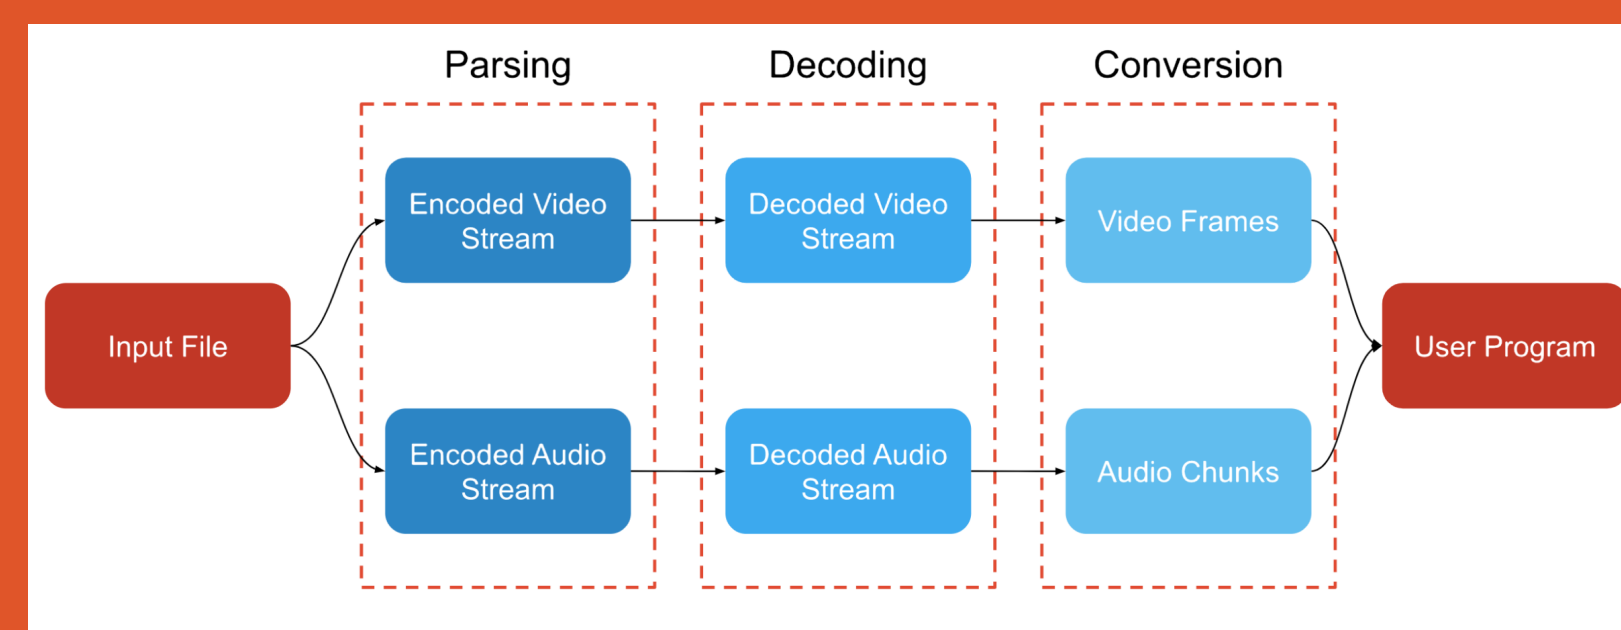 Parsing
Decoding
Conversion
Encoded Video
Stream
Decoded Video
Stream
Video Frames
Input File
User Program
Encoded Audio
Stream
Decoded Audio
Stream
Audio Chunks